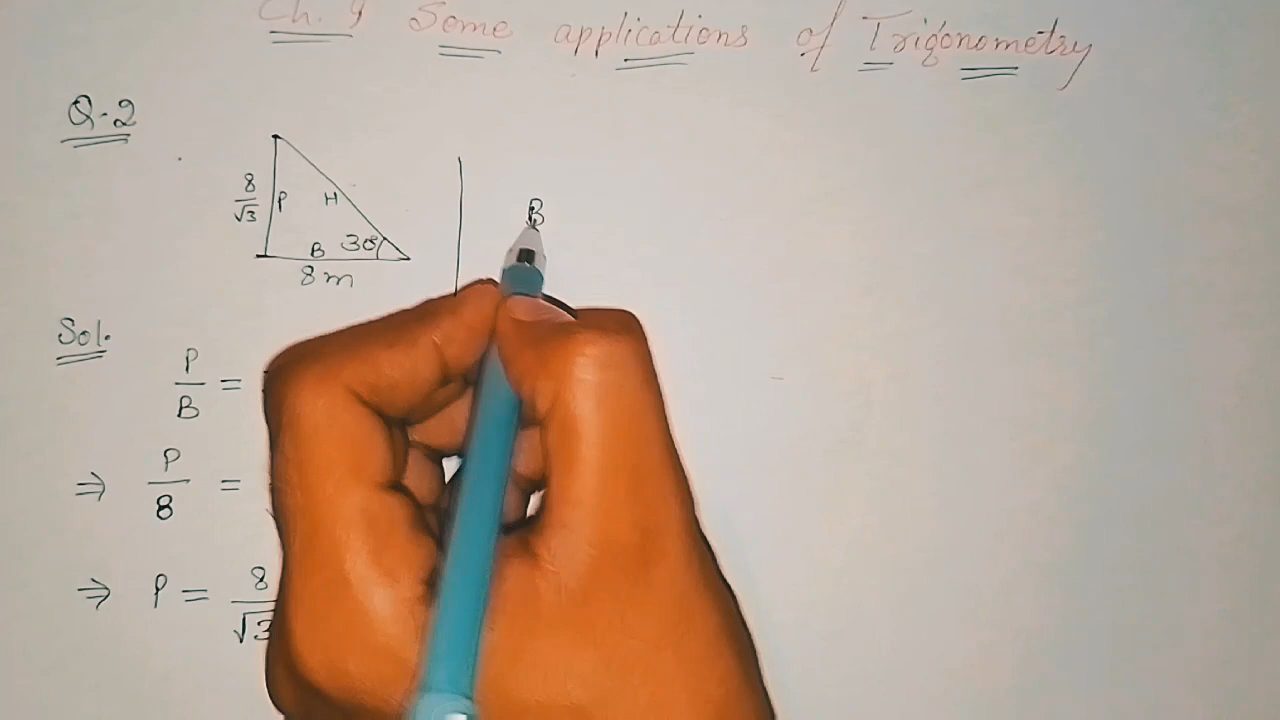 Ch. 9 Some applications of Trigonometry
Q-2
8/√3 P H
B 30°
8 m
B
Sol.
P/B =
⇒ P/8 =
⇒ P = 8/√3